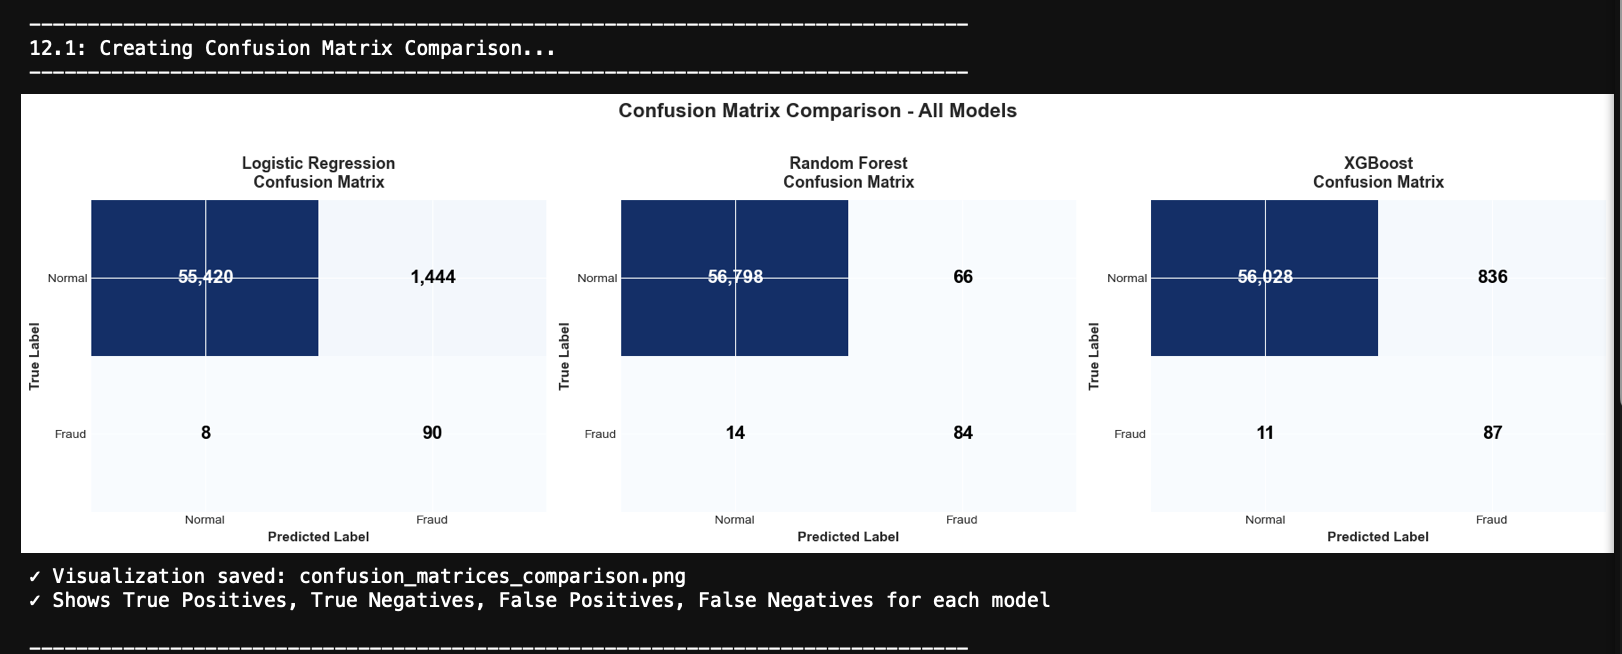 12.1: Creating Confusion Matrix Comparison...
Confusion Matrix Comparison - All Models
Logistic Regression
Confusion Matrix
True Label
Normal
55,420
1,444
Fraud
8
90
Normal
Fraud
Predicted Label
Random Forest
Confusion Matrix
True Label
Normal
56,798
66
Fraud
14
84
Normal
Fraud
Predicted Label
XGBoost
Confusion Matrix
True Label
Normal
56,028
836
Fraud
11
87
Normal
Fraud
Predicted Label
✓ Visualization saved: confusion_matrices_comparison.png
✓ Shows True Positives, True Negatives, False Positives, False Negatives for each model